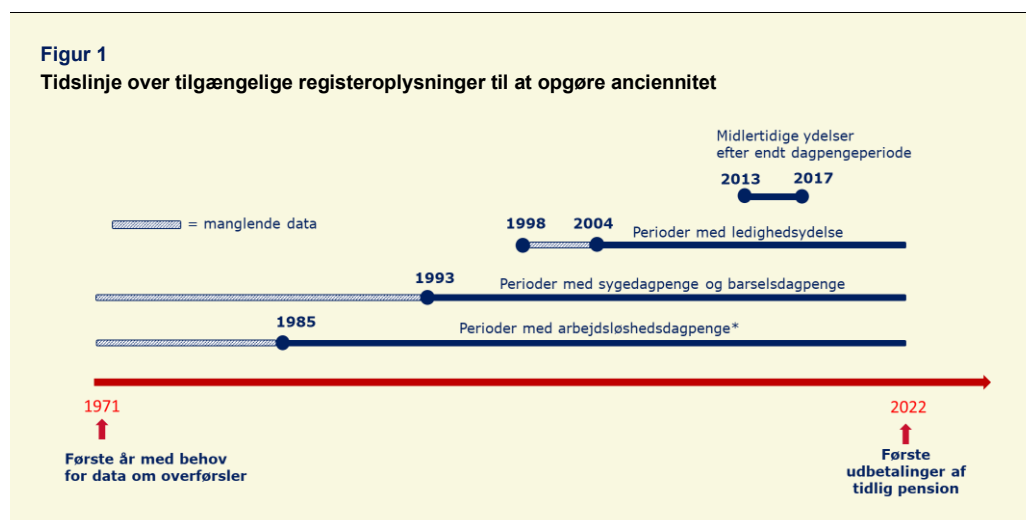 Figur 1
Tidslinje over tilgængelige registeroplysninger til at opgøre anciennitet
Midlertidige ydelser
efter endt dagpengeperiode
2013 2017
= manglende data
1998 2004
Perioder med ledighedsydelse
1993
Perioder med sygedagpenge og barselsdagpenge
1985
Perioder med arbejdsløshedsdagpenge*
1971 2022
Første år med behov
for data om overførsler
Første
udbetalinger af
tidlig pension